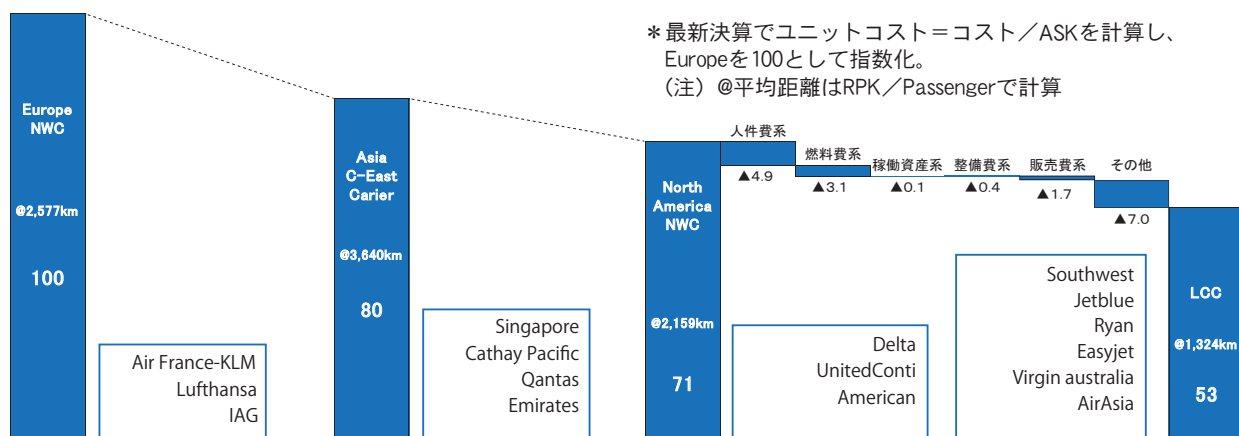 ＊最新決算でユニットコスト＝コスト／ASKを計算し、
Europeを100として指数化。
（注）@平均距離はRPK／Passengerで計算
Europe
NWC
@2,577km
100
Air France-KLM
Lufthansa
IAG
Asia
C-East
Carier
@3,640km
80
Singapore
Cathay Pacific
Qantas
Emirates
North
America
NWC
@2,159km
71
Delta
UnitedConti
American
人件費系
▲4.9
燃料費系
▲3.1
稼働資産系
▲0.1
整備費系
▲0.4
販売費系
▲1.7
その他
▲7.0
Southwest
Jetblue
Ryan
Easyjet
Virgin australia
AirAsia
LCC
@1,324km
53